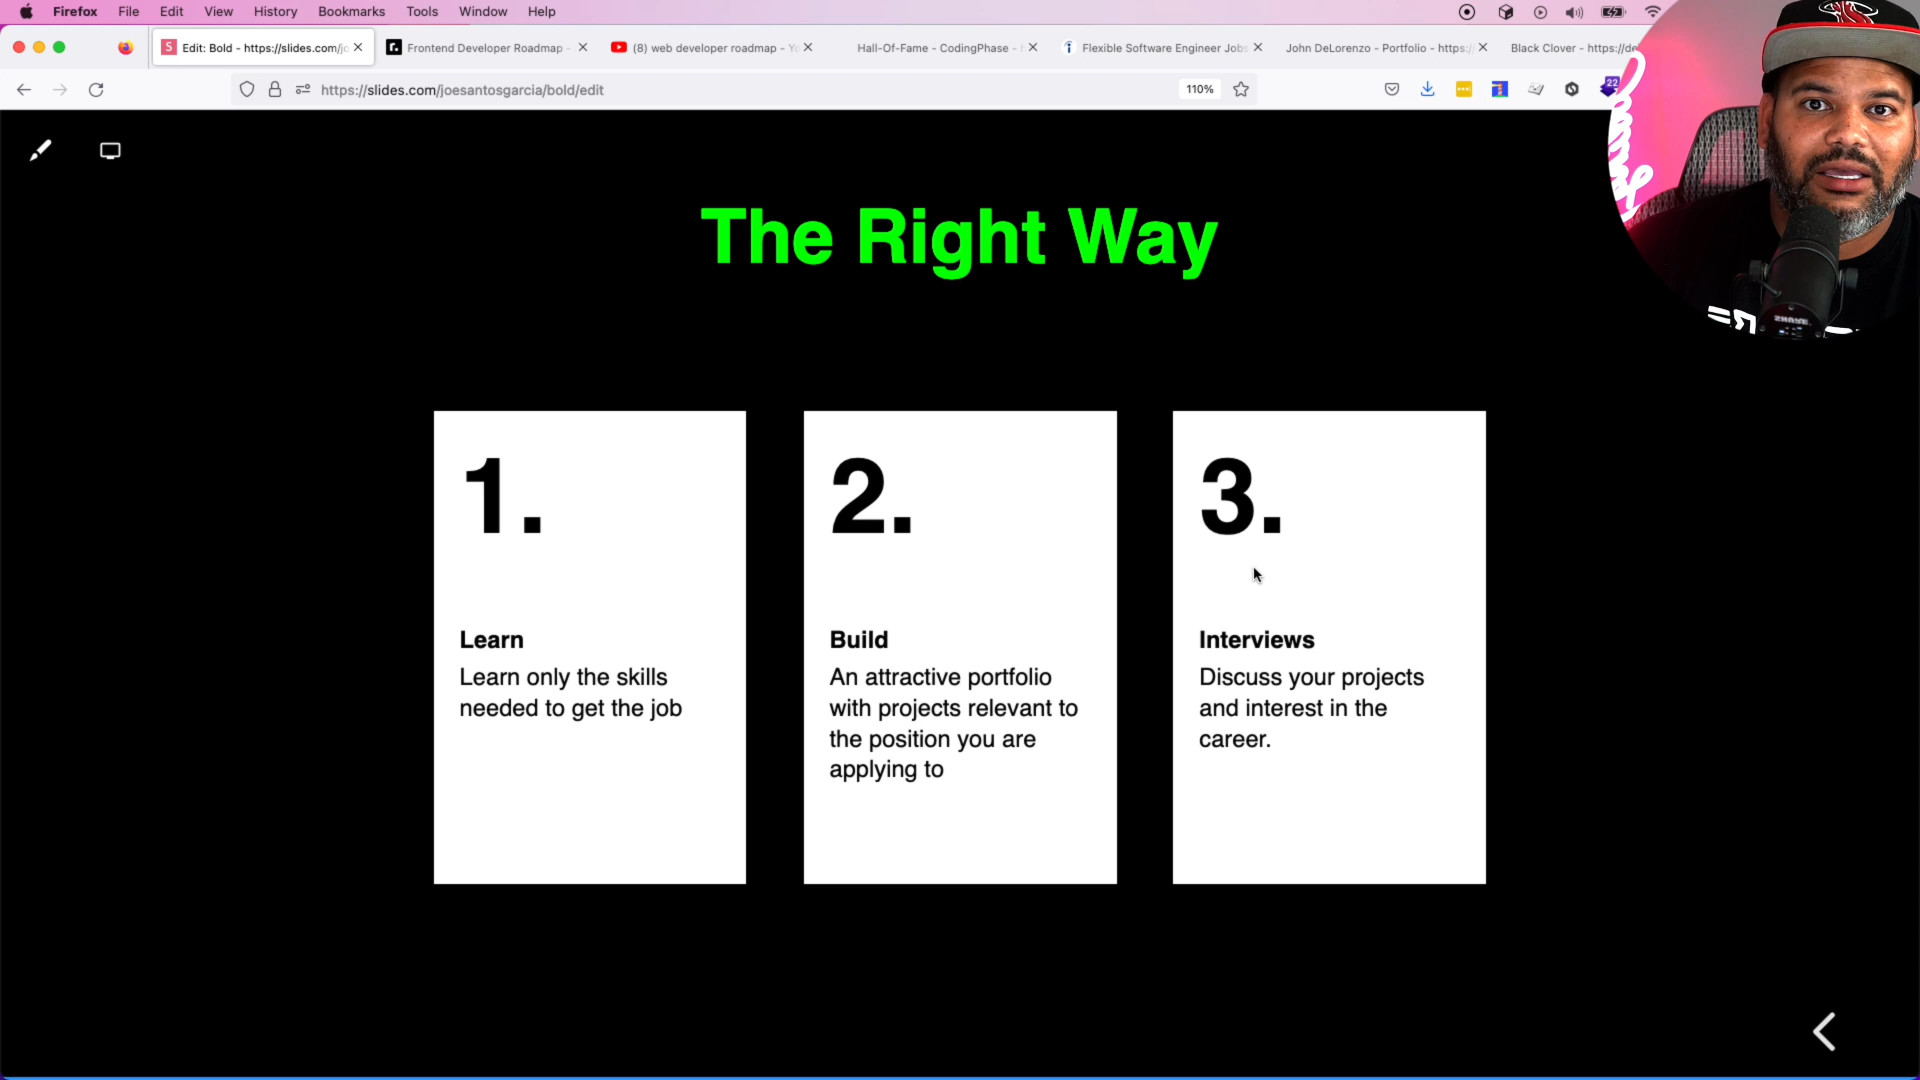 Firefox File Edit View History Bookmarks Tools Window Help
Edit: Bold - https://slides.com/jo
Frontend Developer Roadmap -
(8) web developer roadmap - Yo
Hall-Of-Fame - CodingPhase -
Flexible Software Engineer Jobs
John DeLorenzo - Portfolio - https:/
Black Clover - https://de
https://slides.com/joesantosgarcia/bold/edit
110%
22
The Right Way
1.
Learn
Learn only the skills
needed to get the job
2.
Build
An attractive portfolio
with projects relevant to
the position you are
applying to
3.
Interviews
Discuss your projects
and interest in the
career.